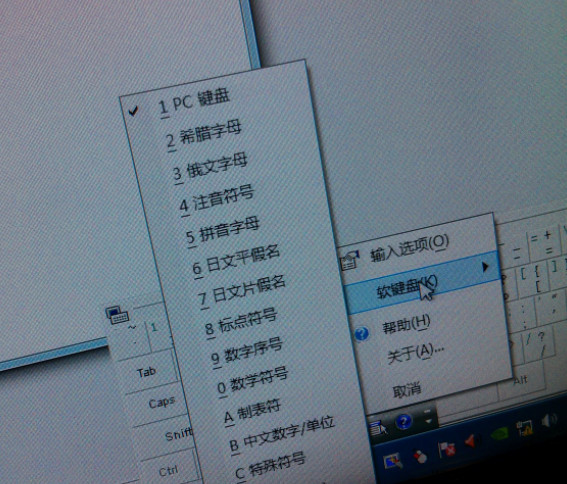 1 PC 键盘
2 希腊字母
3 俄文字母
4 注音符号
5 拼音字母
6 日文平假名
7 日文片假名
8 标点符号
9 数字序号
0 数学符号
A 制表符
B 中文数字/单位
C 特殊符号
输入选项(O)
软键盘(K)
帮助(H)
关于(A)...
取消
~
1
Tab
Caps
Shift
Ctrl
- =+
_
[{ ]}
: "
; '
/?
Alt